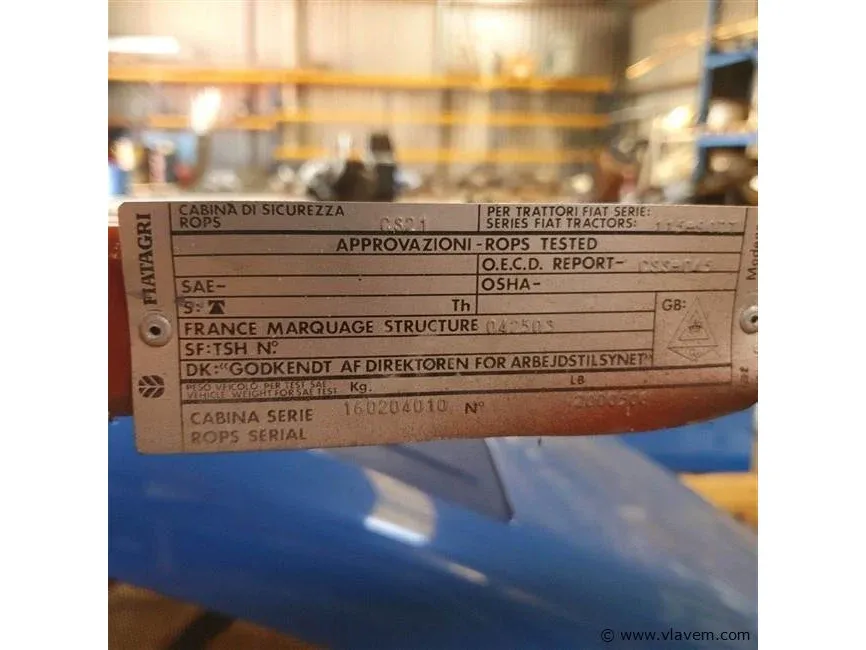 FIATAGRI
CABINA DI SICUREZZA
ROPS CS21
PER TRATTORI FIAT SERIE:
SERIES FIAT TRACTORS:
APPROVAZIONI - ROPS TESTED
O.E.C.D. REPORT-
SAE-
OSHA-
S: T Th
GB:
FRANCE MARQUAGE STRUCTURE 042503
SF:TSH N°.
DK:“GODKENDT AF DIREKTOREN FOR ARBEJDSTILSYNET”
PESO VEICOLO PER TEST SAE
VEHICLE WEIGHT FOR SAE TEST Kg. LB
CABINA SERIE
ROPS SERIAL
160204010 N°
© www.vlavem.com